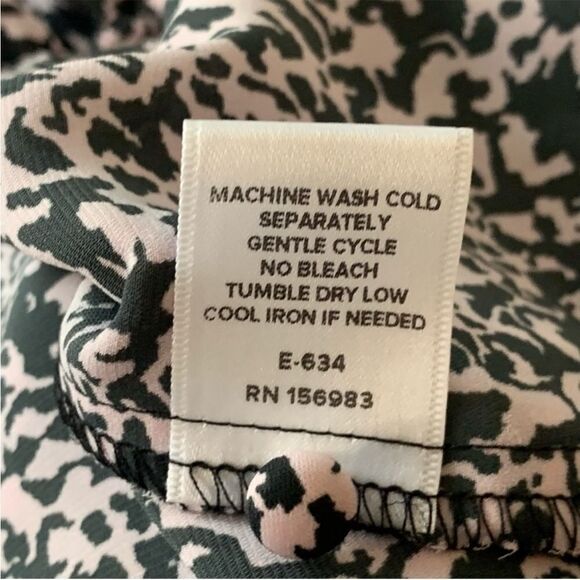 MACHINE WASH COLD
SEPARATELY
GENTLE CYCLE
NO BLEACH
TUMBLE DRY LOW
COOL IRON IF NEEDED
E-634
RN 156983